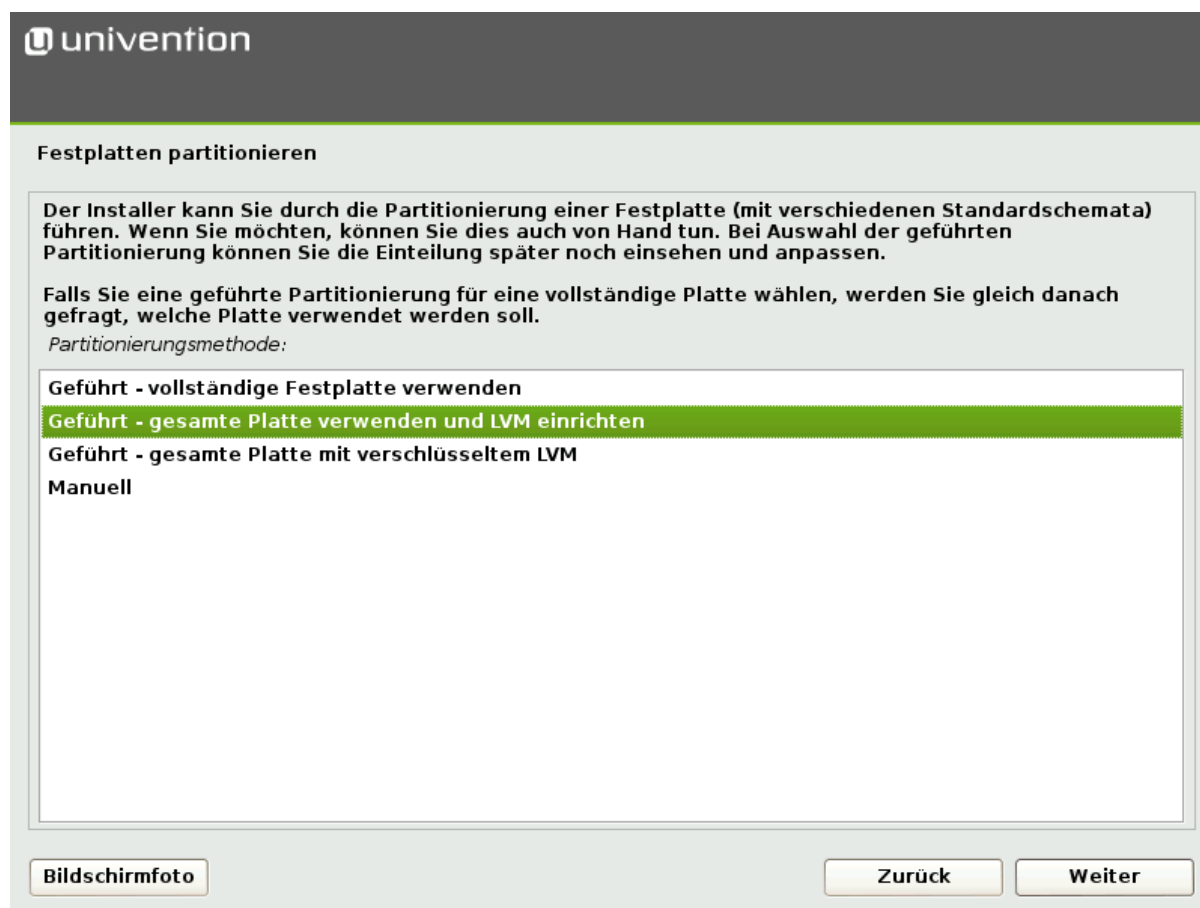 univention
Festplatten partitionieren
Der Installer kann Sie durch die Partitionierung einer Festplatte (mit verschiedenen Standardschemata)
führen. Wenn Sie möchten, können Sie dies auch von Hand tun. Bei Auswahl der geführten
Partitionierung können Sie die Einteilung später noch einsehen und anpassen.
Falls Sie eine geführte Partitionierung für eine vollständige Platte wählen, werden Sie gleich danach
gefragt, welche Platte verwendet werden soll.
Partitionierungsmethode:
Geführt - vollständige Festplatte verwenden
Geführt - gesamte Platte verwenden und LVM einrichten
Geführt - gesamte Platte mit verschlüsseltem LVM
Manuell
Bildschirmfoto
Zurück
Weiter